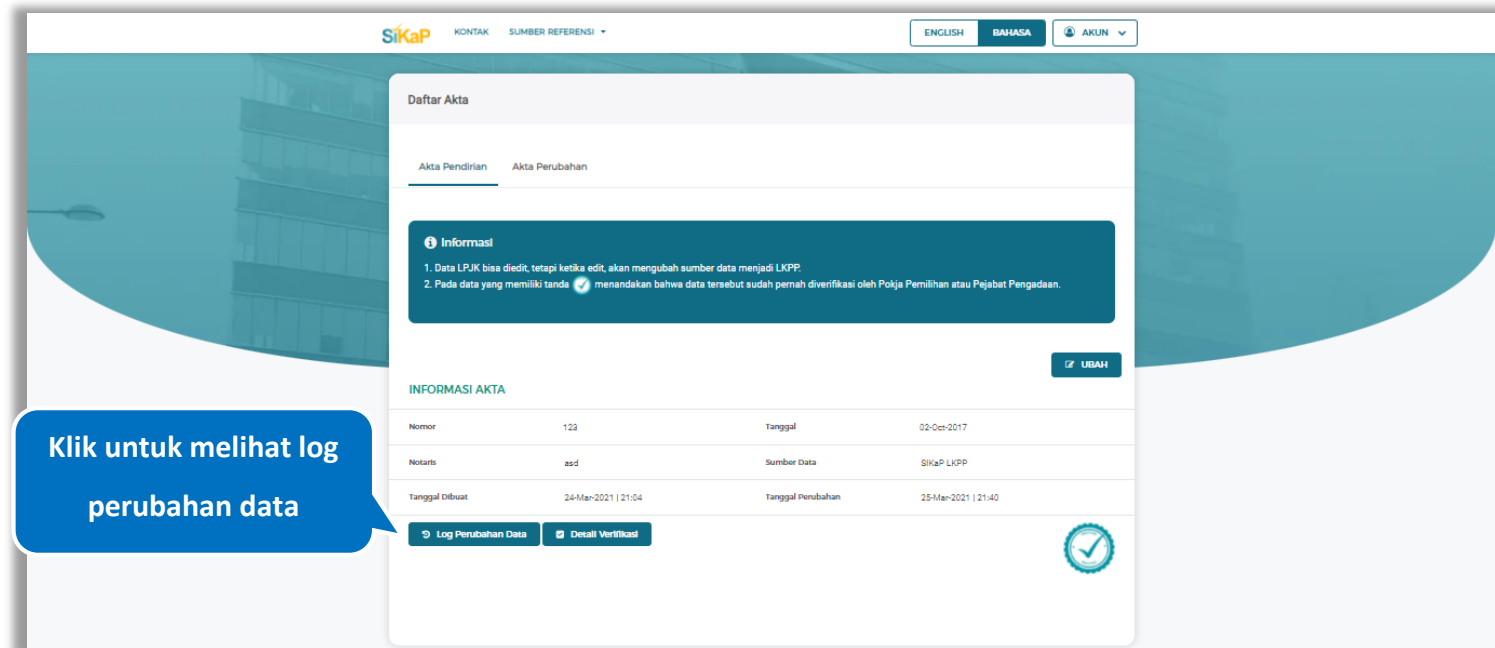 SiKaP KONTAK SUMBER REFERENSI ENGLISH BAHASA AKUN
Daftar Akta
Akta Pendirian Akta Perubahan
Informasi
1. Data LPJK bisa diedit, tetapi ketika edit, akan mengubah sumber data menjadi LKPP.
2. Pada data yang memiliki tanda menandakan bahwa data tersebut sudah pernah diverifikasi oleh Pokja Pemilihan atau Pejabat Pengadaan.
UBAH
INFORMASI AKTA
Nomor 123 Tanggal 02-Oct-2017
Notaris asd Sumber Data SIKaP LKPP
Tanggal Dibuat 24-Mar-2021 | 21:04 Tanggal Perubahan 25-Mar-2021 | 21:40
Log Perubahan Data Detail Verifikasi
Klik untuk melihat log
perubahan data